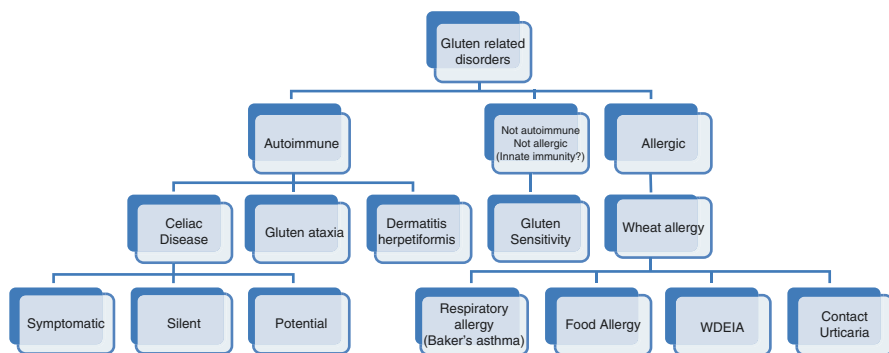 Gluten related
disorders
Autoimmune
Not autoimmune
Not allergic
(Innate immunity?)
Allergic
Celiac
Disease
Gluten ataxia
Dermatitis
herpetiformis
Gluten
Sensitivity
Wheat allergy
Symptomatic
Silent
Potential
Respiratory
allergy
(Baker's asthma)
Food Allergy
WDEIA
Contact
Urticaria